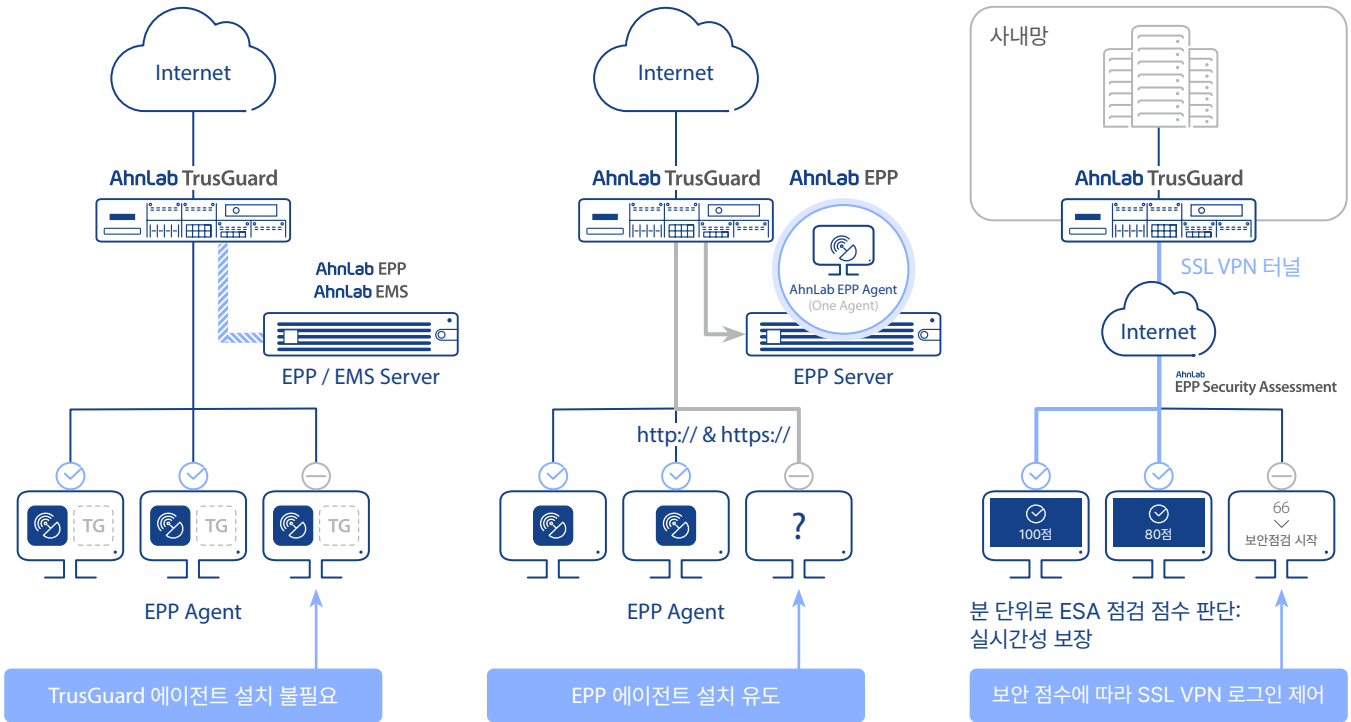 Internet
AhnLab TrusGuard
AhnLab EPP
AhnLab EMS
EPP / EMS Server
TG
TG
TG
EPP Agent
TrusGuard 에이전트 설치 불필요
Internet
AhnLab TrusGuard
AhnLab EPP
AhnLab EPP Agent
(One Agent)
EPP Server
http:// & https://
?
EPP Agent
EPP 에이전트 설치 유도
사내망
AhnLab TrusGuard
SSL VPN 터널
Internet
AhnLab
EPP Security Assessment
100점
80점
66
보안점검 시작
분 단위로 ESA 점검 점수 판단:
실시간성 보장
보안 점수에 따라 SSL VPN 로그인 제어